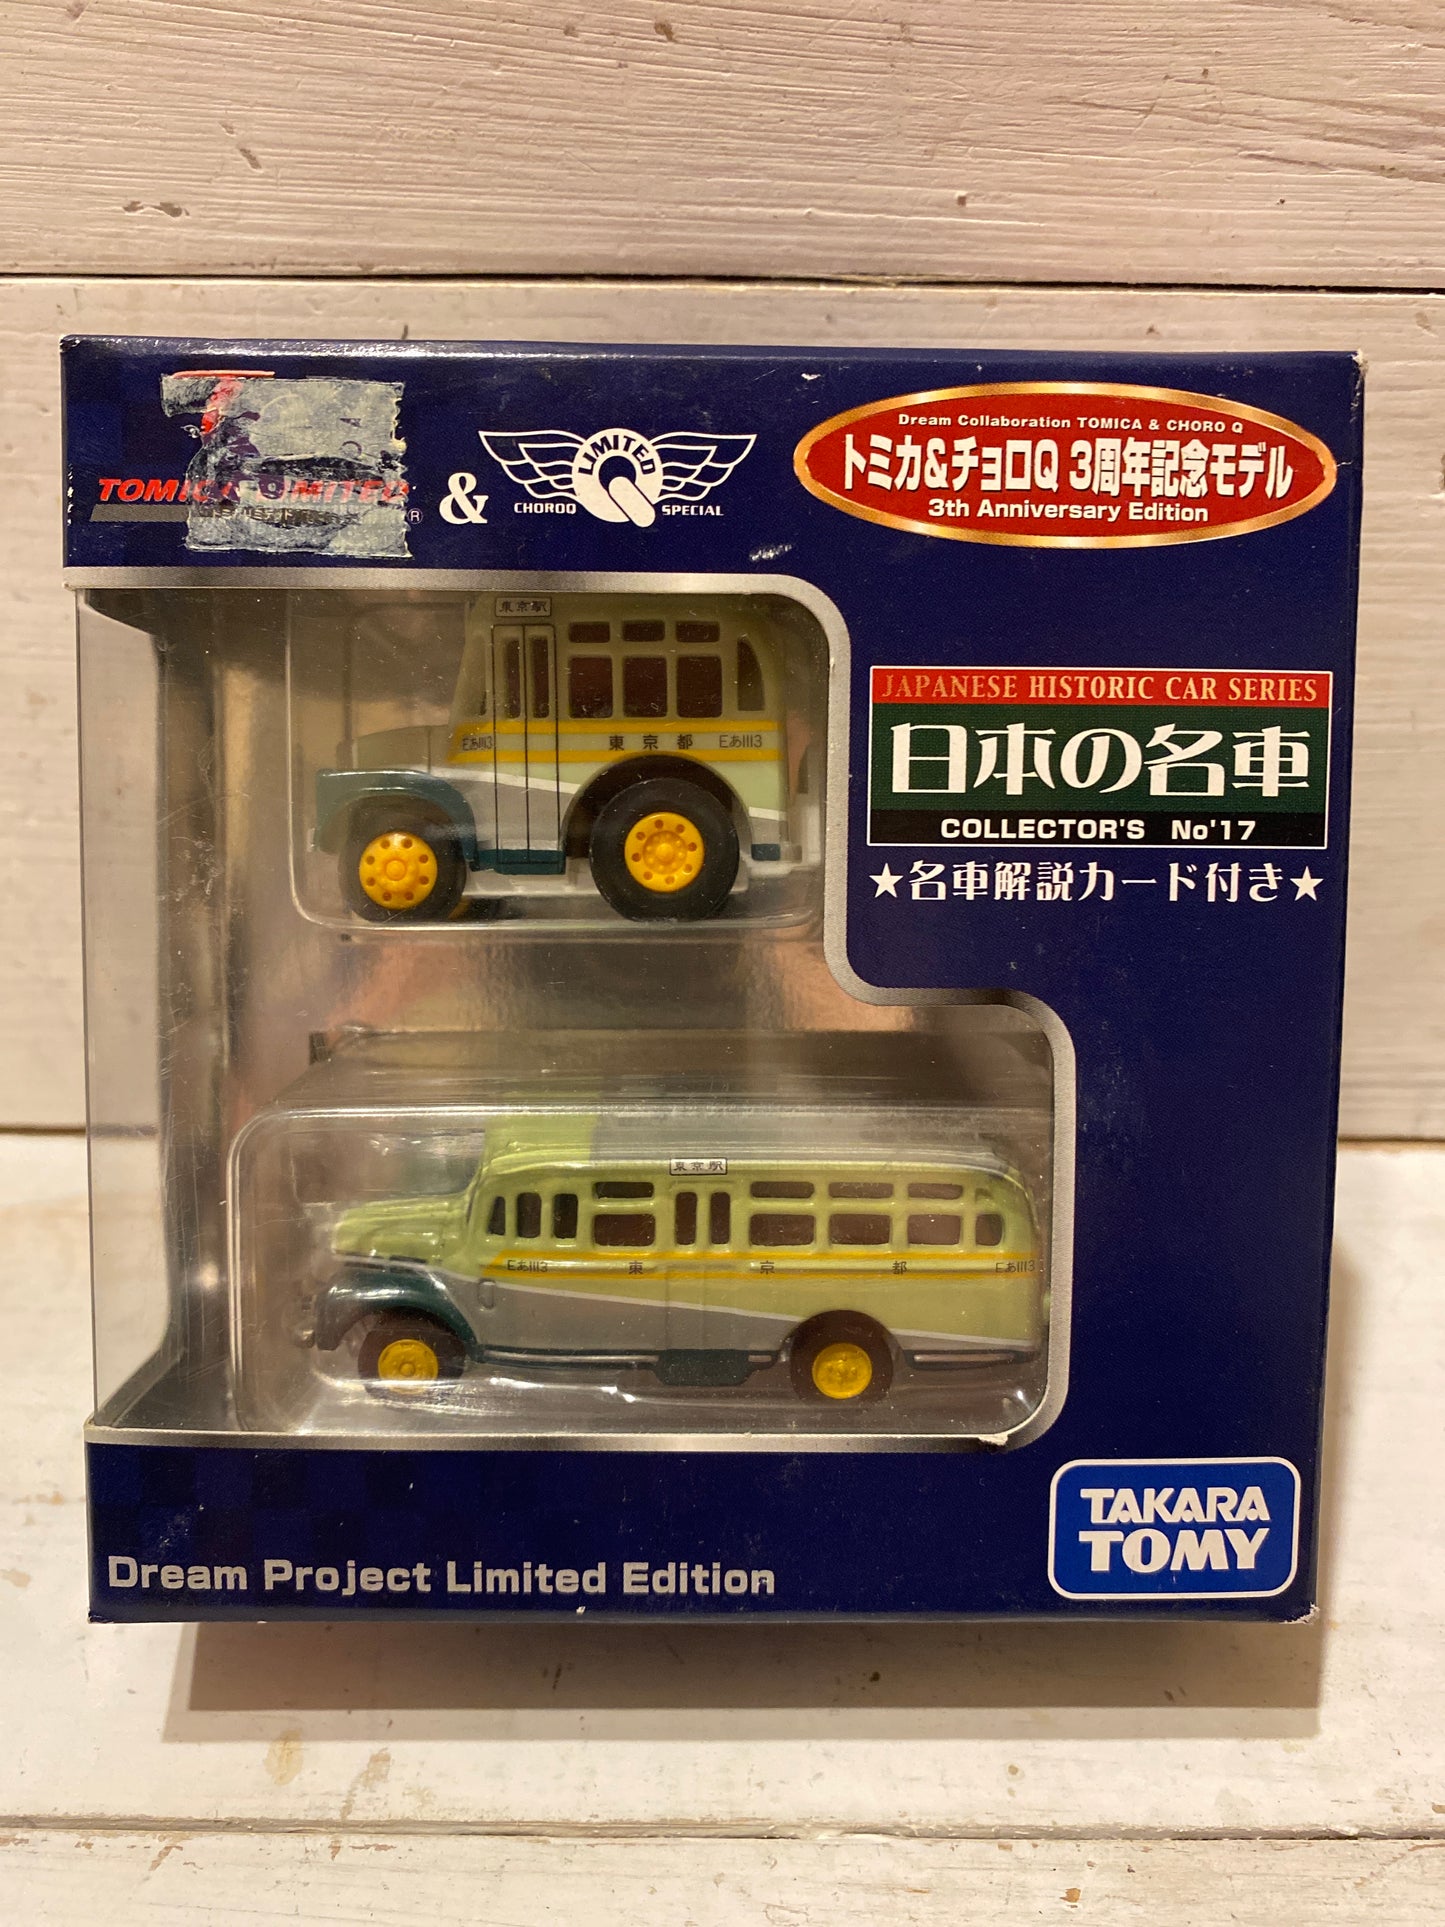 TOMICA LIMITED
®
&
LIMITED
CHOROQ SPECIAL
Dream Collaboration TOMICA & CHORO Q
トミカ&チョロQ 3周年記念モデル
3th Anniversary Edition
東京駅
Eあ1113 東京都 Eあ1113
JAPANESE HISTORIC CAR SERIES
日本の名車
COLLECTOR'S No'17
★名車解説カード付き★
東京駅
Eあ1113 東京都 Eあ1113
TAKARA
TOMY
Dream Project Limited Edition